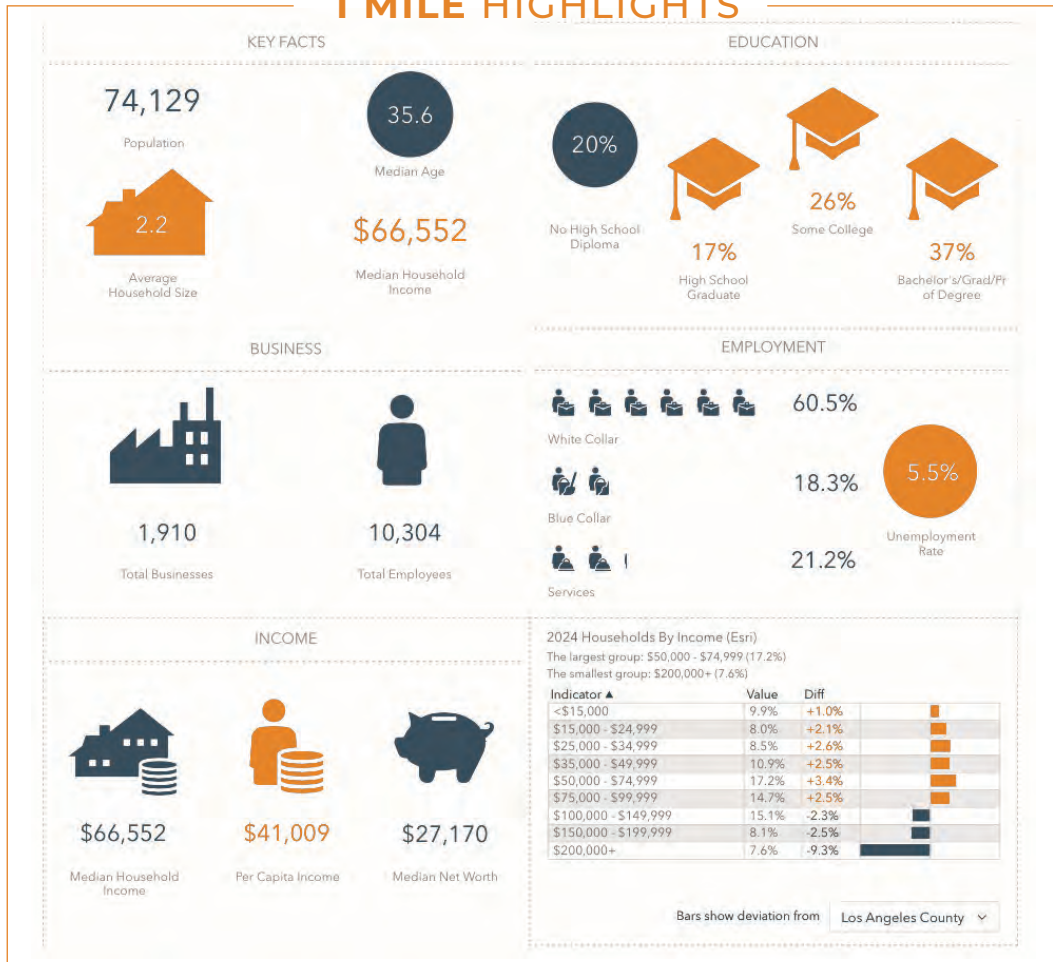 1 MILE HIGHLIGHTS
KEY FACTS
74,129
Population
35.6
Median Age
2.2
Average
Household Size
$66,552
Median Household
Income
EDUCATION
20%
No High School
Diploma
17%
High School
Graduate
26%
Some College
37%
Bachelor's/Grad/Pr
of Degree
BUSINESS
1,910
Total Businesses
10,304
Total Employees
EMPLOYMENT
60.5%
White Collar
18.3%
Blue Collar
21.2%
Services
5.5%
Unemployment
Rate
INCOME
$66,552
Median Household
Income
$41,009
Per Capita Income
$27,170
Median Net Worth
2024 Households By Income (Esri)
The largest group: $50,000 - $74,999 (17.2%)
The smallest group: $200,000+ (7.6%)
Indicator ▲ Value Diff
<$15,000 9.9% +1.0%
$15,000 - $24,999 8.0% +2.1%
$25,000 - $34,999 8.5% +2.6%
$35,000 - $49,999 10.9% +2.5%
$50,000 - $74,999 17.2% +3.4%
$75,000 - $99,999 14.7% +2.5%
$100,000 - $149,999 15.1% -2.3%
$150,000 - $199,999 8.1% -2.5%
$200,000+ 7.6% -9.3%
Bars show deviation from Los Angeles County